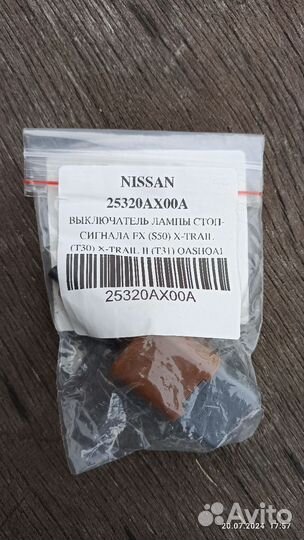 NISSAN
25320AX00A
ВЫКЛЮЧАТЕЛЬ ЛАМПЫ СТОП-
СИГНАЛА FX (S50) X-TRAIL
(T30) X-TRAIL II (T31) QASHQAI
25320AX00A
20.07.2024 17:57
Avito